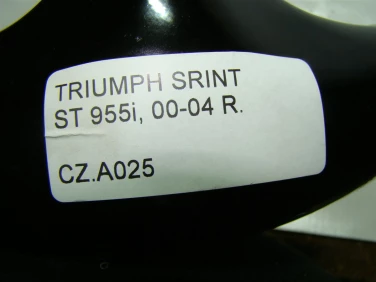 TRIUMPH SRINT
ST 955i, 00-04 R.
CZ.A025